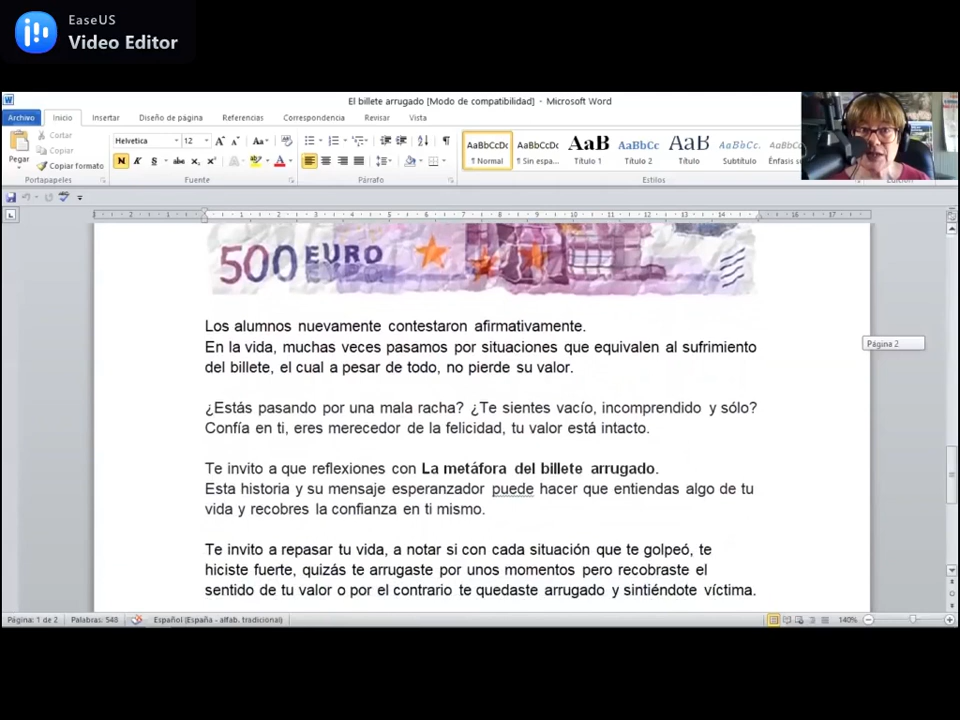 EaseUS
Video Editor
El billete arrugado [Modo de compatibilidad] - Microsoft Word
Archivo Inicio Insertar Diseño de página Referencias Correspondencia Revisar Vista
Cortar
Copiar
Pegar
Copiar formato
Portapapeles
Helvetica 12
Fuente
Párrafo
AaBbCcDc AaBbCcDc AaB AaBbCc AaB AaBbCc. AaBbCc
¶ Normal ¶ Sin espa... Título 1 Título 2 Título Subtítulo Énfasis s
Estilos
Edición
500 EURO
Página 2
Los alumnos nuevamente contestaron afirmativamente.
En la vida, muchas veces pasamos por situaciones que equivalen al sufrimiento
del billete, el cual a pesar de todo, no pierde su valor.
¿Estás pasando por una mala racha? ¿Te sientes vacío, incomprendido y sólo?
Confía en ti, eres merecedor de la felicidad, tu valor está intacto.
Te invito a que reflexiones con La metáfora del billete arrugado.
Esta historia y su mensaje esperanzador puede hacer que entiendas algo de tu
vida y recobres la confianza en ti mismo.
Te invito a repasar tu vida, a notar si con cada situación que te golpeó, te
hiciste fuerte, quizás te arrugaste por unos momentos pero recobraste el
sentido de tu valor o por el contrario te quedaste arrugado y sintiéndote víctima.
Página: 1 de 2 Palabras: 548 Español (España - alfab. tradicional) 140%